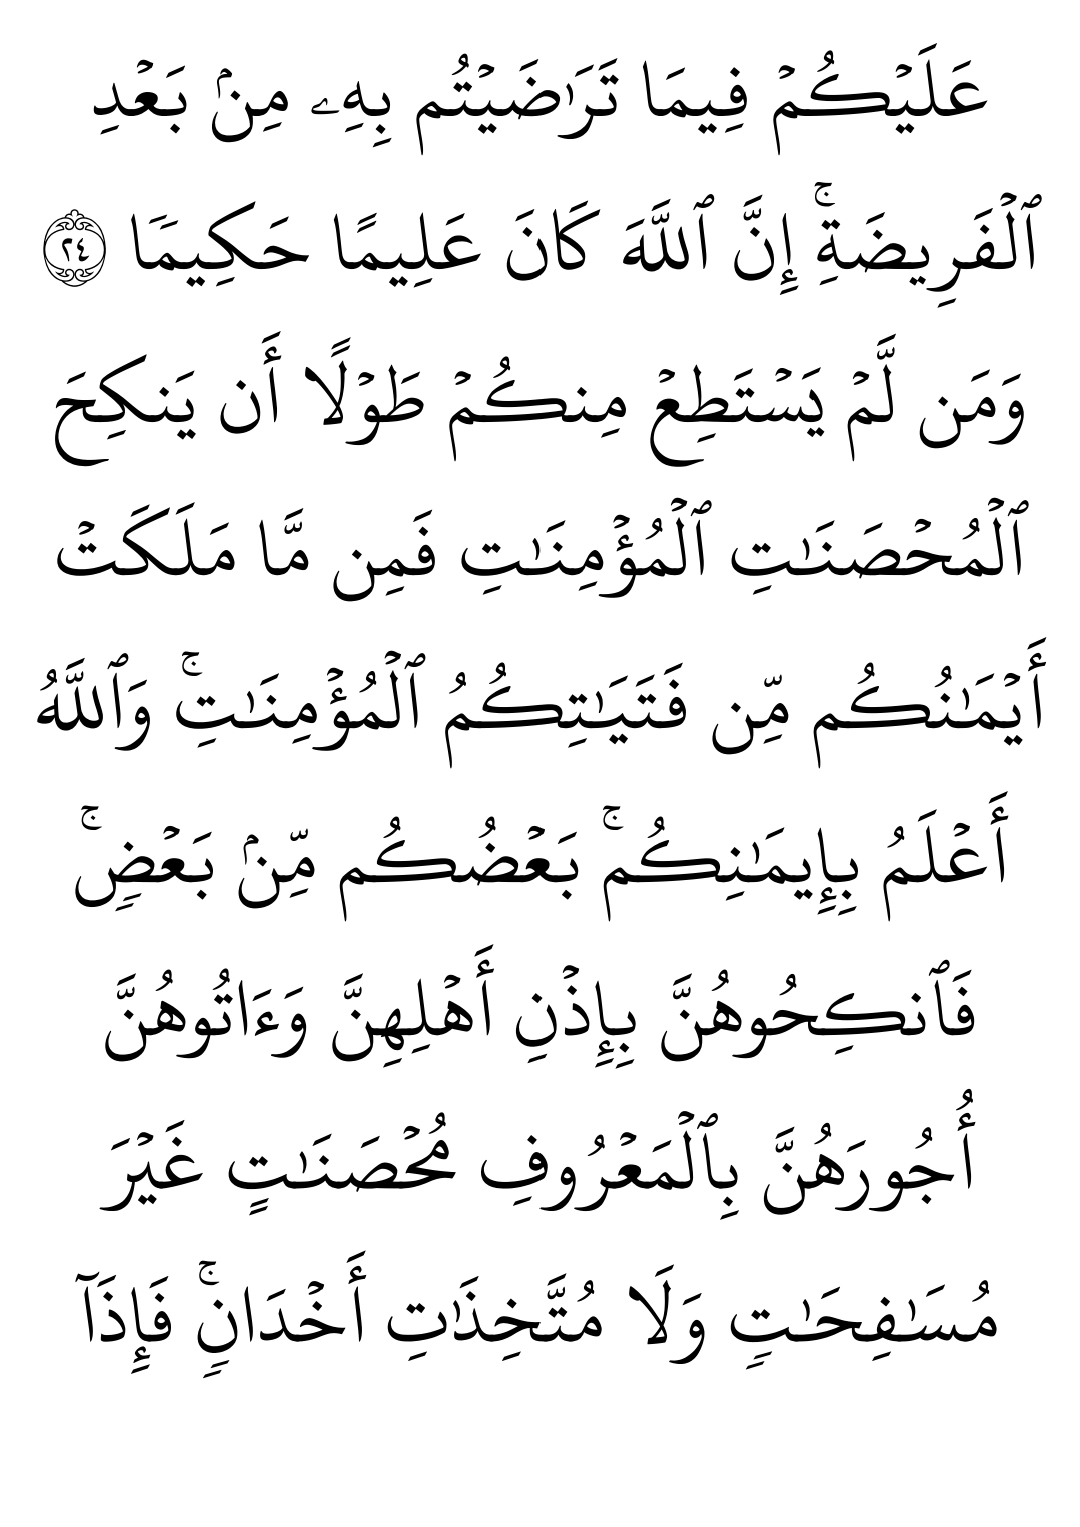 عَلَيۡكُمۡ فِيمَا تَرَٰضَيۡتُم بِهِۦ مِنۢ بَعۡدِ
ٱلۡفَرِيضَةِۚ إِنَّ ٱللَّهَ كَانَ عَلِيمًا حَكِيمٗا ٢٤
وَمَن لَّمۡ يَسۡتَطِعۡ مِنكُمۡ طَوۡلًا أَن يَنكِحَ
ٱلۡمُحۡصَنَٰتِ ٱلۡمُؤۡمِنَٰتِ فَمِن مَّا مَلَكَتۡ
أَيۡمَٰنُكُم مِّن فَتَيَٰتِكُمُ ٱلۡمُؤۡمِنَٰتِۚ وَٱللَّهُ
أَعۡلَمُ بِإِيمَٰنِكُمۚ بَعۡضُكُم مِّنۢ بَعۡضٖۚ
فَٱنكِحُوهُنَّ بِإِذۡنِ أَهۡلِهِنَّ وَءَاتُوهُنَّ
أُجُورَهُنَّ بِٱلۡمَعۡرُوفِ مُحۡصَنَٰتٍ غَيۡرَ
مُسَٰفِحَٰتٖ وَلَا مُتَّخِذَٰتِ أَخۡدَانٖۚ فَإِذَآ